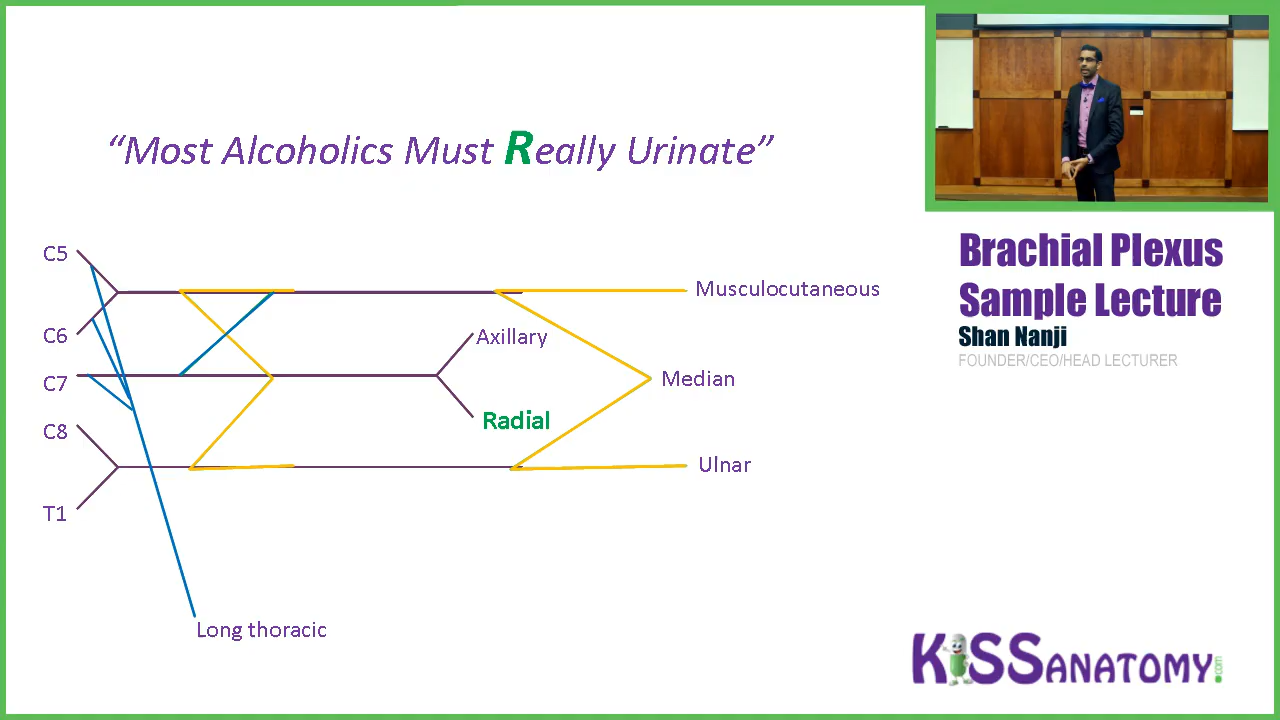 “Most Alcoholics Must Really Urinate”
C5
C6
C7
C8
T1
Musculocutaneous
Axillary
Median
Radial
Ulnar
Long thoracic
Brachial Plexus
Sample Lecture
Shan Nanji
FOUNDER/CEO/HEAD LECTURER
KiSSANATOMY.com